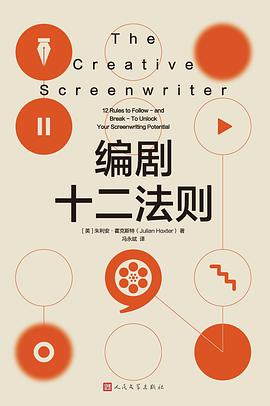 The
Creative
Screenwriter
12 Rules to Follow – and
Break – To Unlock
Your Screenwriting Potential
编剧
十二法则
[ 英 ] 朱利安 · 霍克斯特（Julian Hoxter）著
冯永斌 译
人民文学出版社